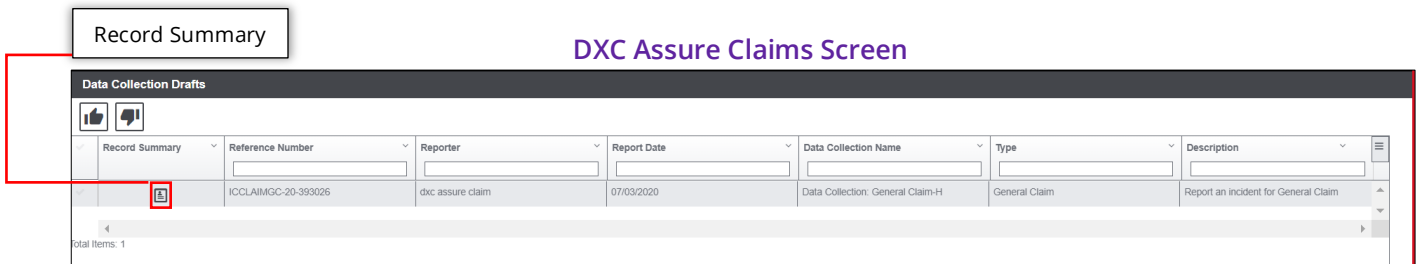 Record Summary
DXC Assure Claims Screen
Data Collection Drafts
Record Summary Reference Number Reporter Report Date Data Collection Name Type Description
ICCLAIMGC-20-393026 dxc assure claim 07/03/2020 Data Collection: General Claim-H General Claim Report an incident for General Claim
Total Items: 1